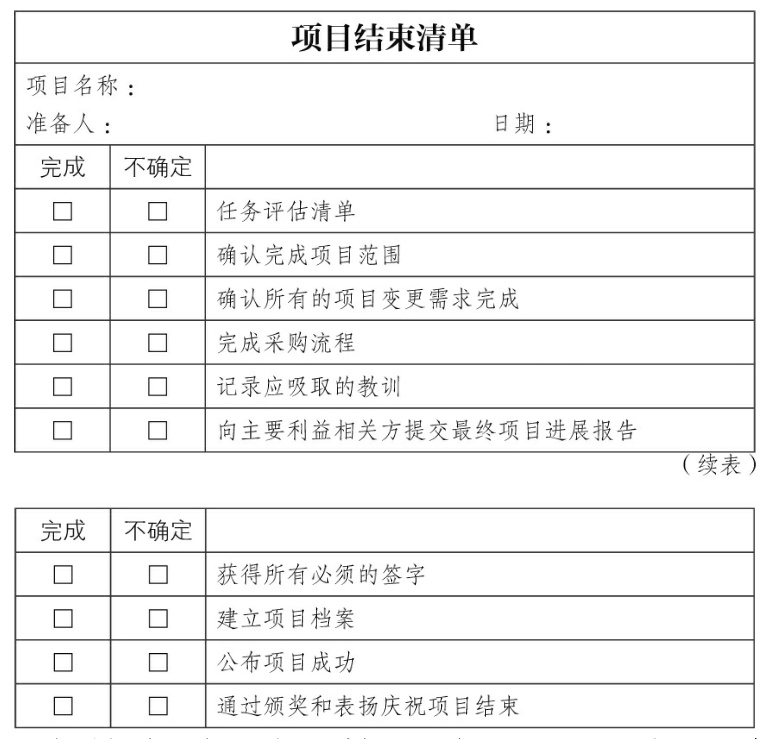 项目结束清单
项目名称：
准备人： 日期：
完成 不确定
□ □ 任务评估清单
□ □ 确认完成项目范围
□ □ 确认所有的项目变更需求完成
□ □ 完成采购流程
□ □ 记录应吸取的教训
□ □ 向主要利益相关方提交最终项目进展报告
（续表）
完成 不确定
□ □ 获得所有必须的签字
□ □ 建立项目档案
□ □ 公布项目成功
□ □ 通过颁奖和表扬庆祝项目结束